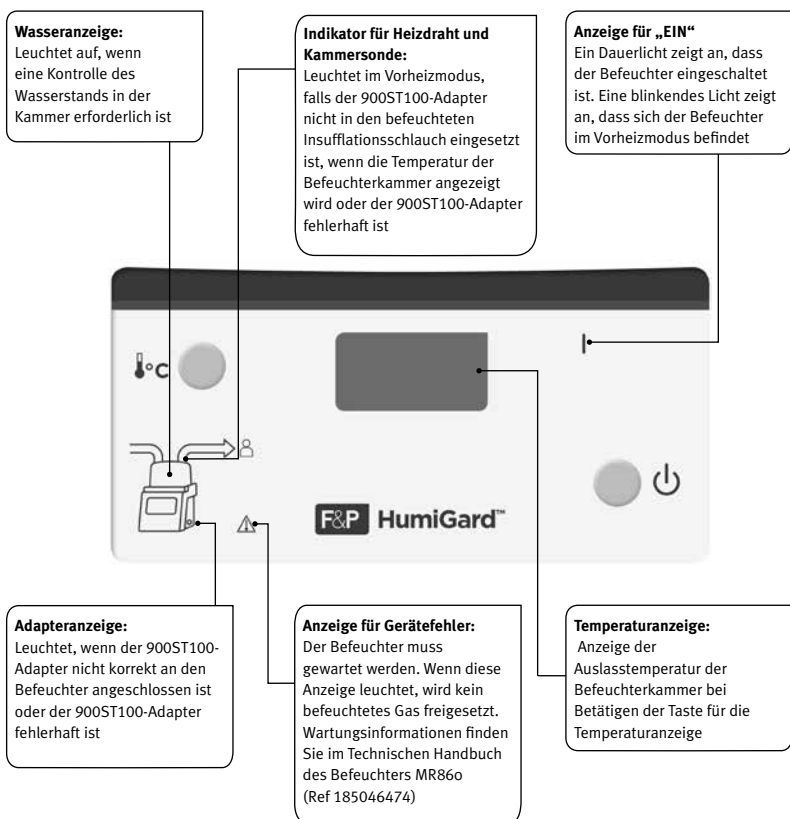 Wasseranzeige:
Leuchtet auf, wenn
eine Kontrolle des
Wasserstands in der
Kammer erforderlich ist
Indikator für Heizdraht und
Kammersonde:
Leuchtet im Vorheizmodus,
falls der 900ST100-Adapter
nicht in den befeuchteten
Insufflationsschlauch eingesetzt
ist, wenn die Temperatur der
Befeuchterkammer angezeigt
wird oder der 900ST100-Adapter
fehlerhaft ist
Anzeige für „EIN“
Ein Dauerlicht zeigt an, dass
der Befeuchter eingeschaltet
ist. Eine blinkendes Licht zeigt
an, dass sich der Befeuchter
im Vorheizmodus befindet
°C
F&P HumiGard™
Adapteranzeige:
Leuchtet, wenn der 900ST100-
Adapter nicht korrekt an den
Befeuchter angeschlossen ist
oder der 900ST100-Adapter
fehlerhaft ist
Anzeige für Gerätefehler:
Der Befeuchter muss
gewartet werden. Wenn diese
Anzeige leuchtet, wird kein
befeuchtetes Gas freigesetzt.
Wartungsinformationen finden
Sie im Technischen Handbuch
des Befeuchters MR860
(Ref 185046474)
Temperaturanzeige:
Anzeige der
Auslasstemperatur der
Befeuchterkammer bei
Betätigen der Taste für die
Temperaturanzeige